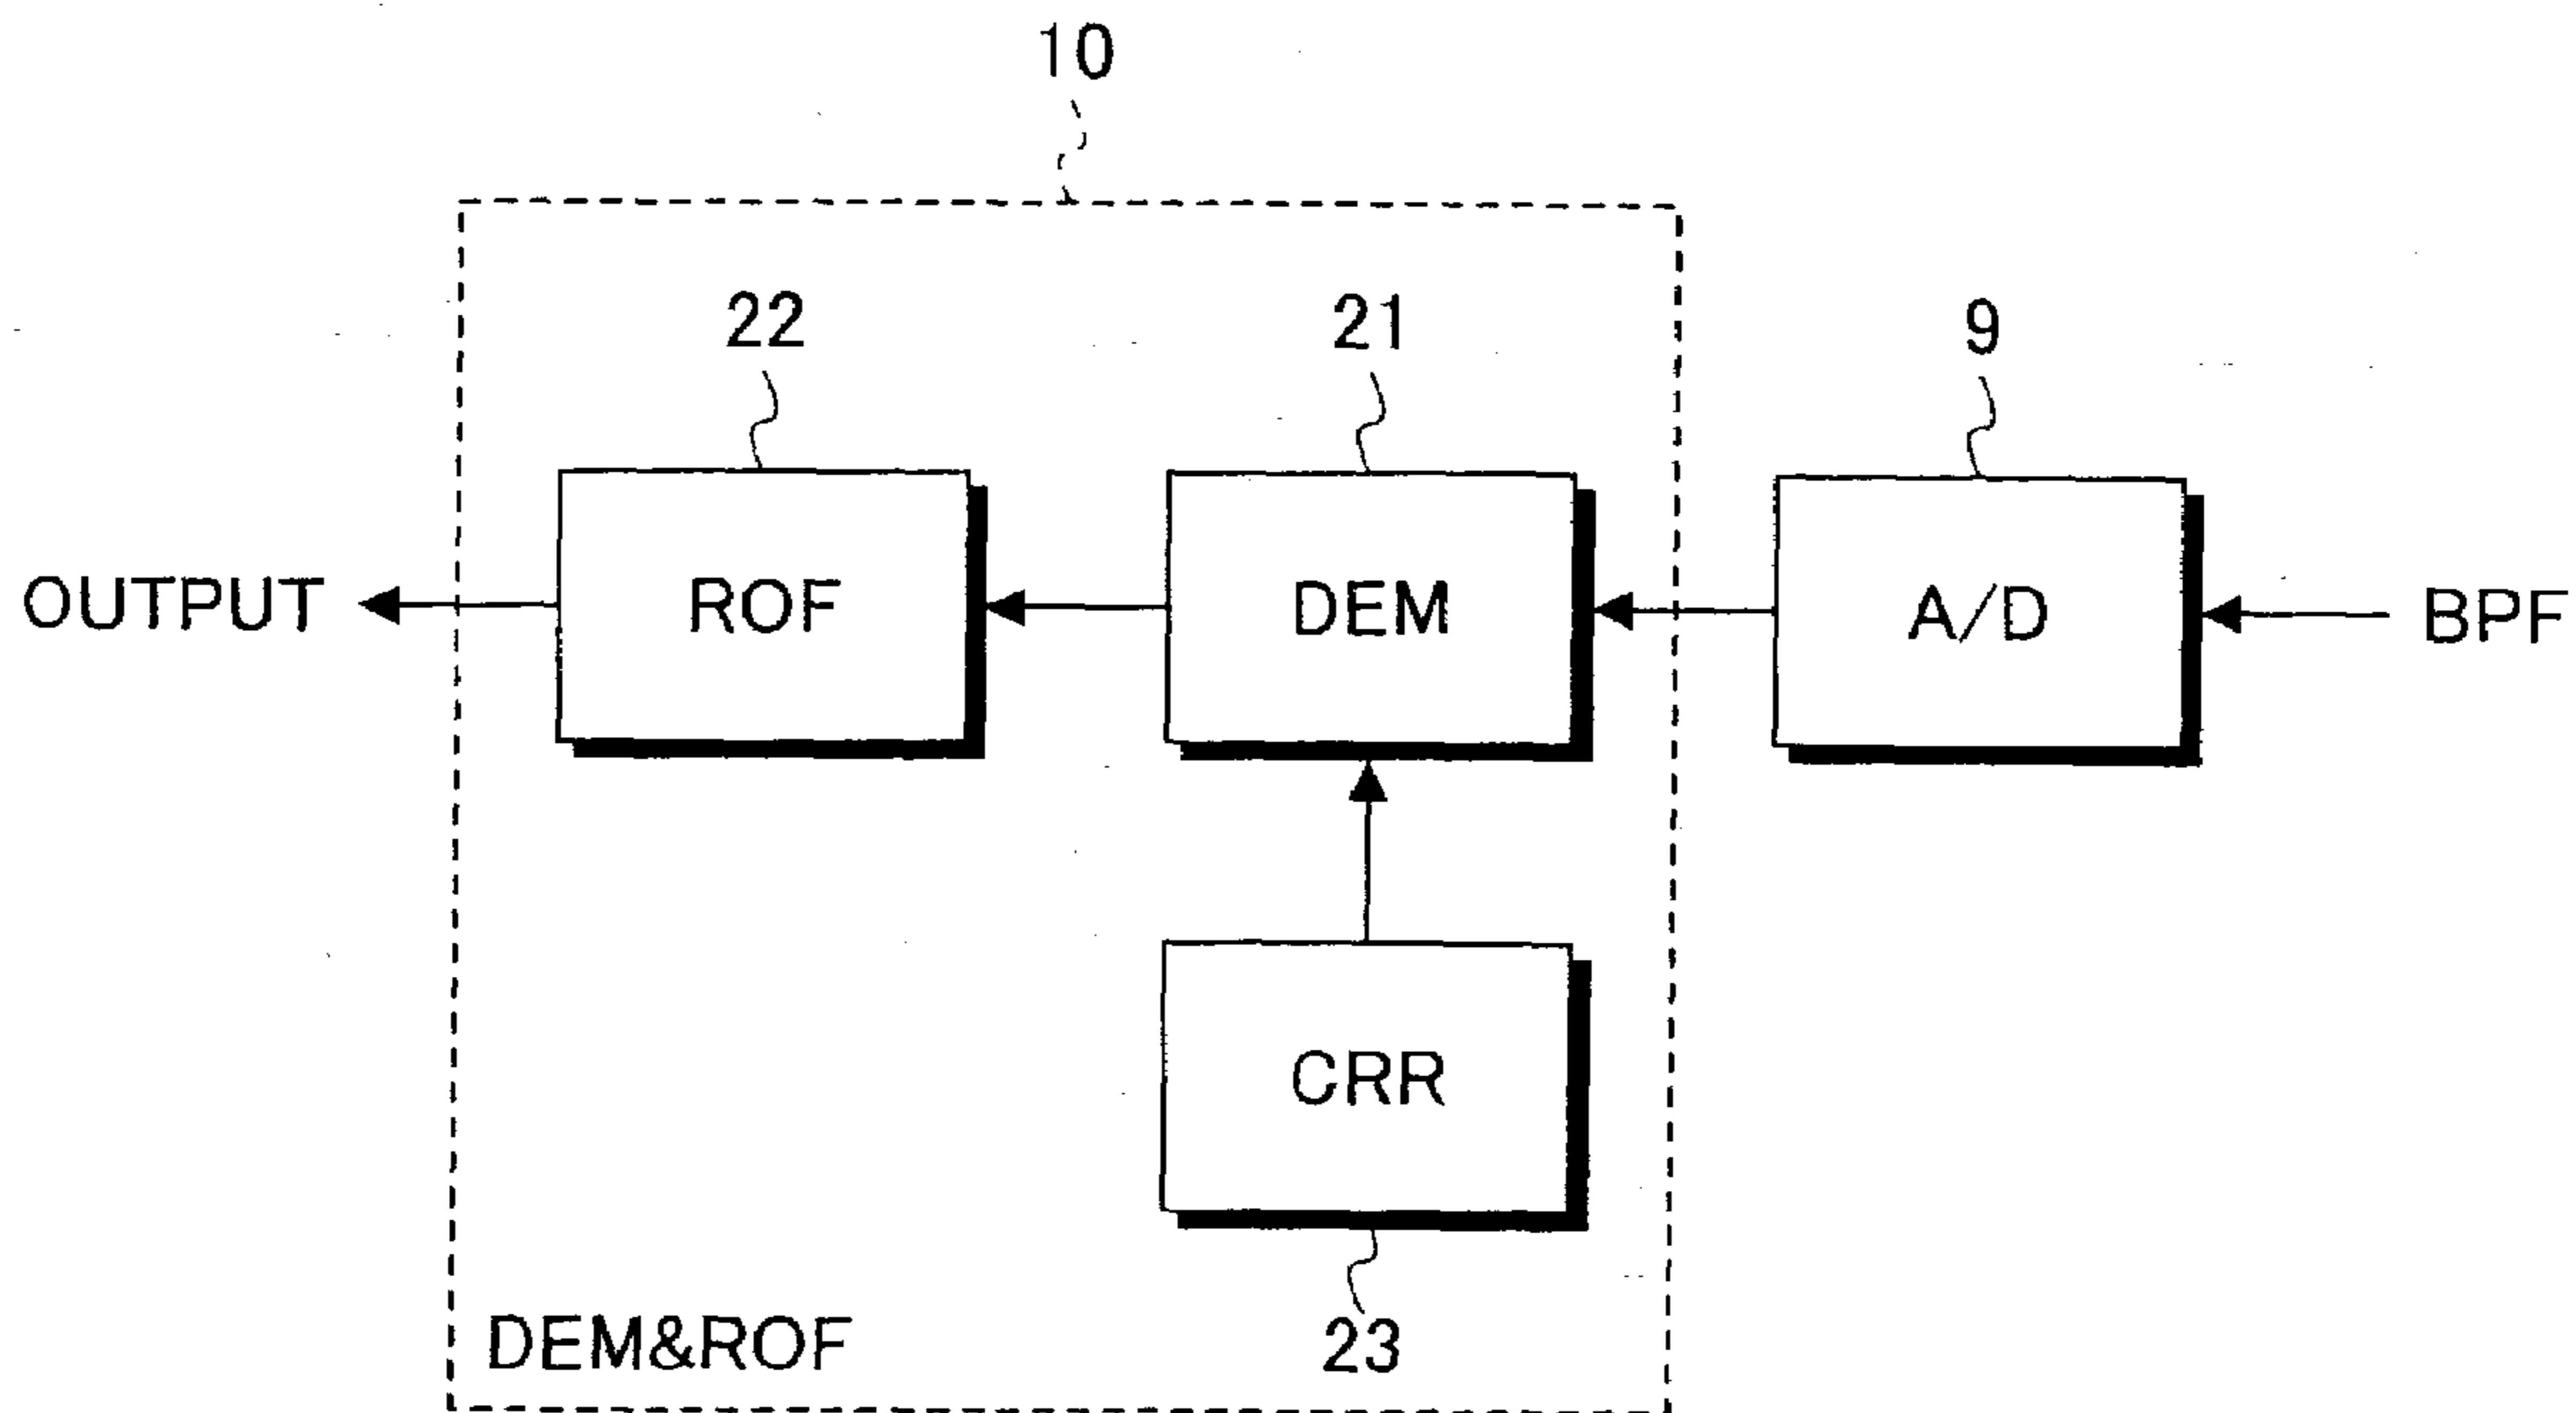 10
22
21
9
OUTPUT
ROF
DEM
A/D
BPF
CRR
DEM&ROF
23